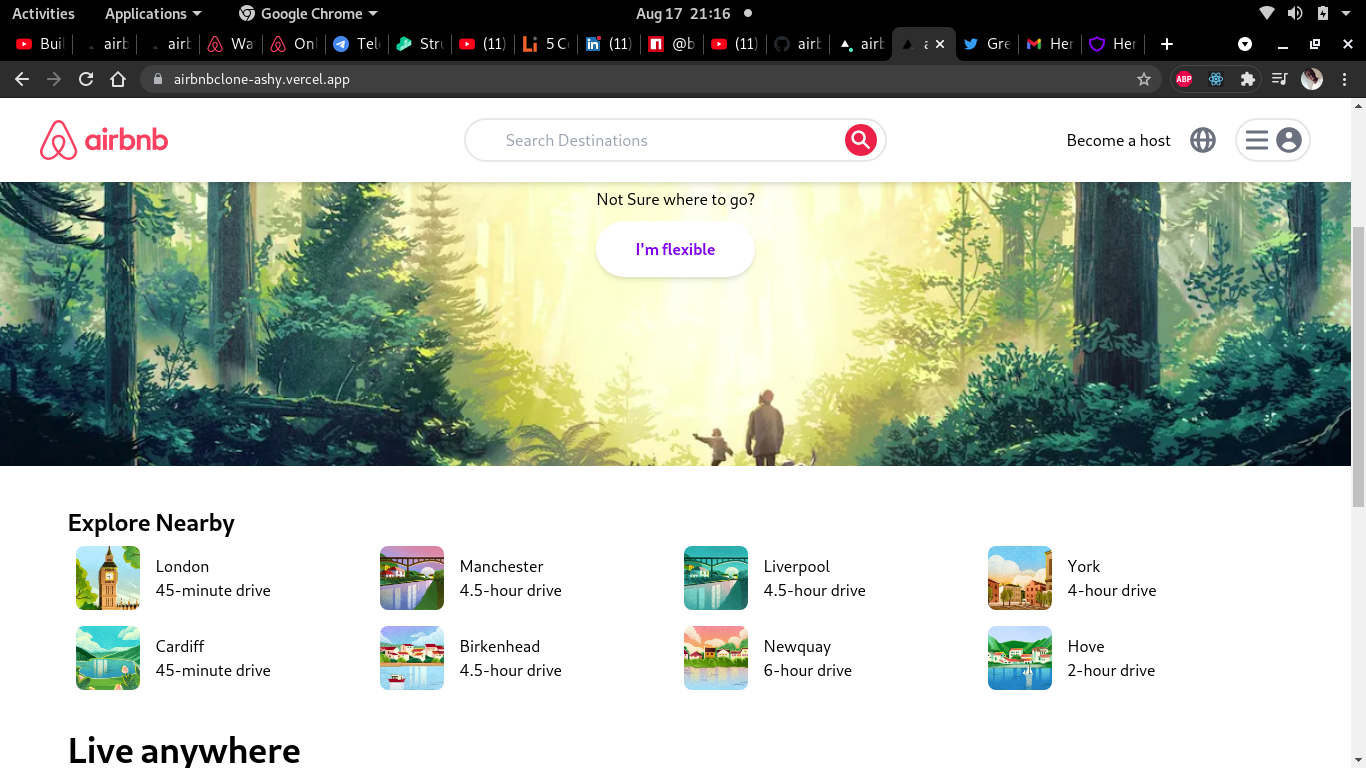 Activities Applications Google Chrome Aug 17 21:16
Buil airb airb Wa Onl Tele Stru (11) 5 C (11) @b (11) airb airb a Gre Her Her
airbnbclone-ashy.vercel.app ABP
airbnb Search Destinations Become a host
Not Sure where to go?
I'm flexible
Explore Nearby
London Manchester Liverpool York
45-minute drive 4.5-hour drive 4.5-hour drive 4-hour drive
Cardiff Birkenhead Newquay Hove
45-minute drive 4.5-hour drive 6-hour drive 2-hour drive
Live anywhere